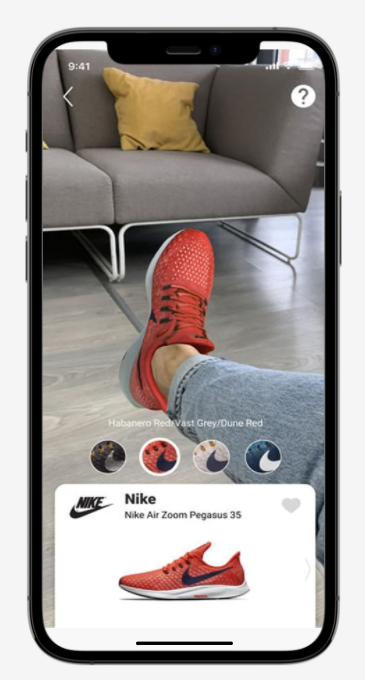 9:41
?
Habanero Red/Vast Grey/Dune Red
NIKE
Nike
Nike Air Zoom Pegasus 35